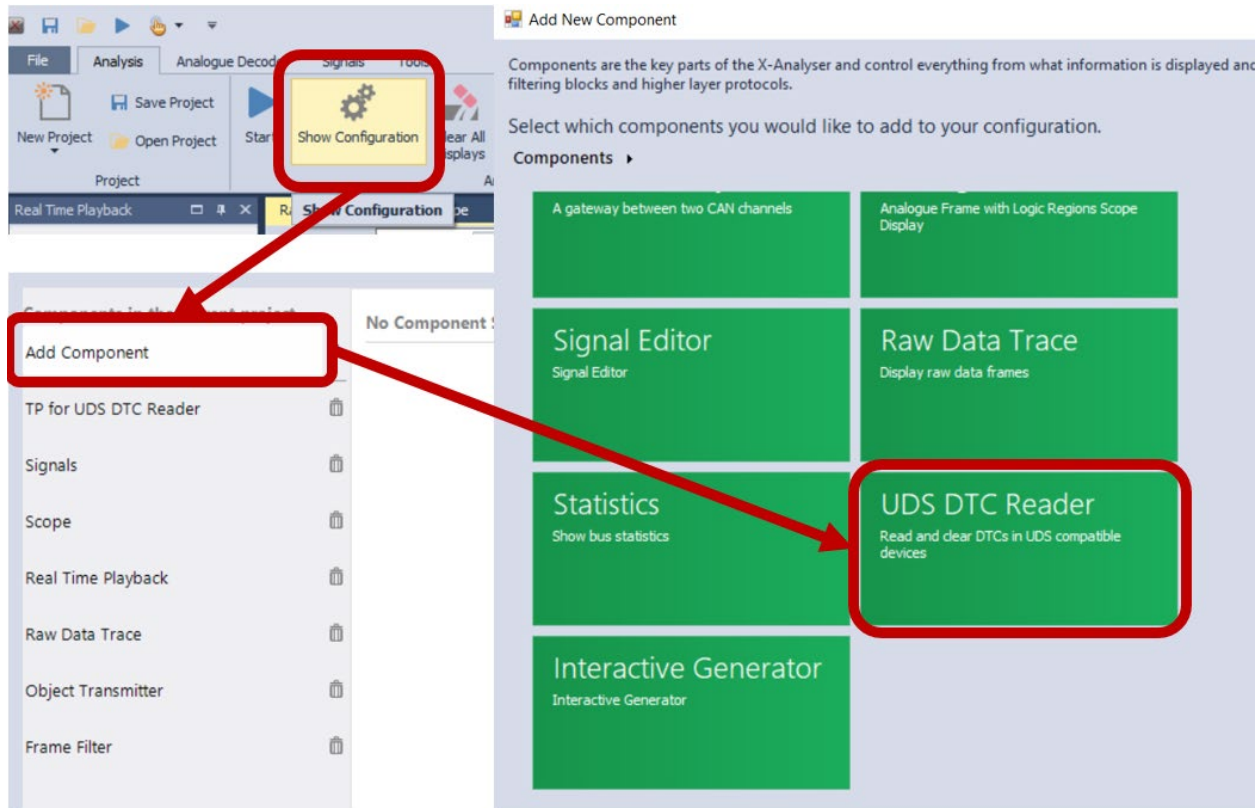 File Analysis Analogue Decod Signals Tools
New Project
Save Project
Open Project
Start
Show Configuration
lear All
isplays
Project
Real Time Playback
Show Configuration
Components in the
project
Add Component
No Component
TP for UDS DTC Reader
Signals
Scope
Real Time Playback
Raw Data Trace
Object Transmitter
Frame Filter
Add New Component
Components are the key parts of the X-Analyser and control everything from what information is displayed and
filtering blocks and higher layer protocols.
Select which components you would like to add to your configuration.
Components
A gateway between two CAN channels
Analogue Frame with Logic Regions Scope
Display
Signal Editor
Signal Editor
Raw Data Trace
Display raw data frames
Statistics
Show bus statistics
UDS DTC Reader
Read and clear DTCs in UDS compatible
devices
Interactive Generator
Interactive Generator